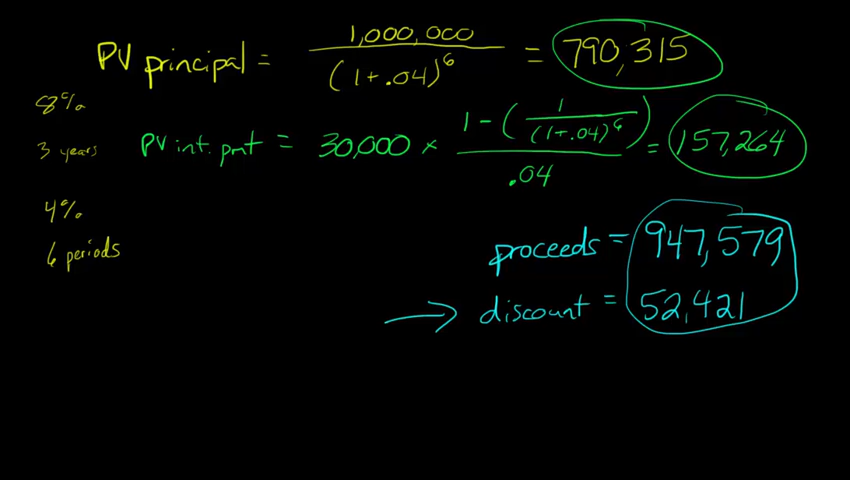 PV principal = 1,000,000 / (1+.04)^6 = 790,315
8%
3 years
PV int. pmt = 30,000 × 1 - (1 / (1+.04)^6) / .04 = 157,264
4%
6 periods
proceeds = 947,579
→ discount = 52,421